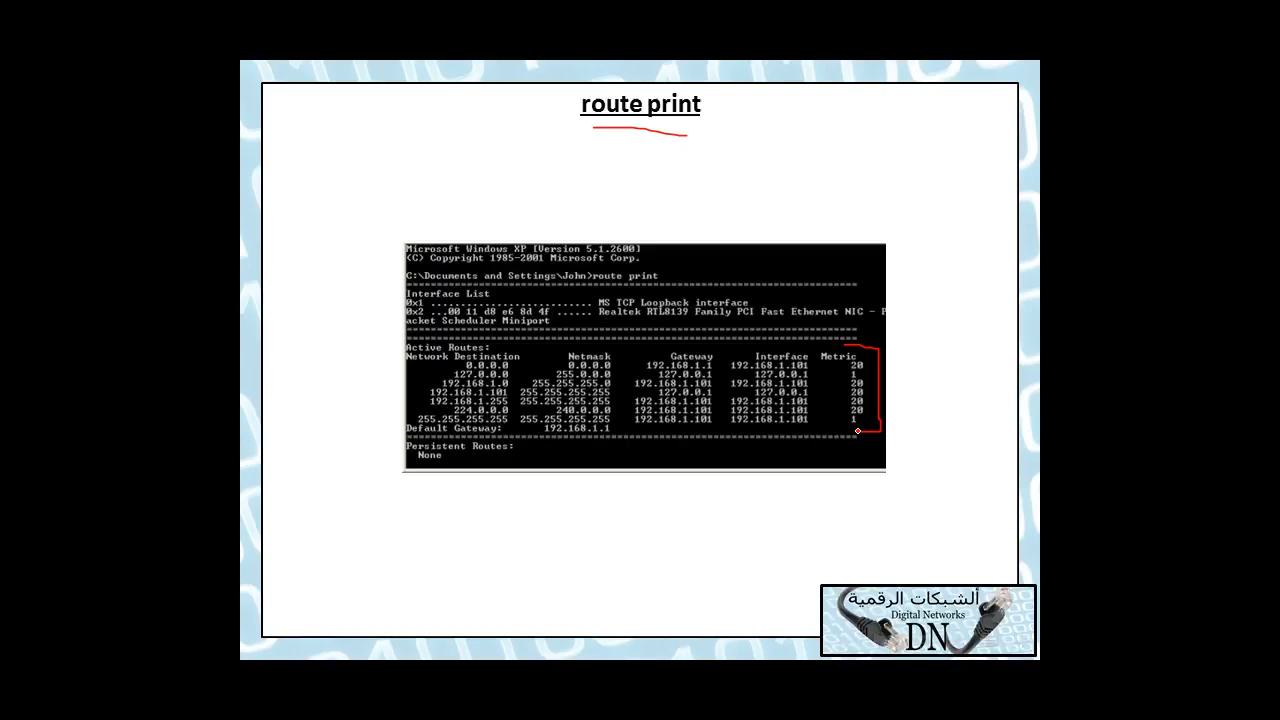 route print
Microsoft Windows XP [Version 5.1.2600]
(C) Copyright 1985-2001 Microsoft Corp.
C:\Documents and Settings\John>route print
===========================================================================
Interface List
0x1 ........................... MS TCP Loopback interface
0x2 ...00 11 d8 e6 8d 4f ...... Realtek RTL8139 Family PCI Fast Ethernet NIC - P
acket Scheduler Miniport
===========================================================================
===========================================================================
Active Routes:
Network Destination Netmask Gateway Interface Metric
0.0.0.0 0.0.0.0 192.168.1.1 192.168.1.101 20
127.0.0.0 255.0.0.0 127.0.0.1 127.0.0.1 1
192.168.1.0 255.255.255.0 192.168.1.101 192.168.1.101 20
192.168.1.101 255.255.255.255 127.0.0.1 127.0.0.1 20
192.168.1.255 255.255.255.255 192.168.1.101 192.168.1.101 20
224.0.0.0 240.0.0.0 192.168.1.101 192.168.1.101 20
255.255.255.255 255.255.255.255 192.168.1.101 192.168.1.101 1
Default Gateway: 192.168.1.1
===========================================================================
Persistent Routes:
None
ألشبكات الرقمية
Digital Networks
DN